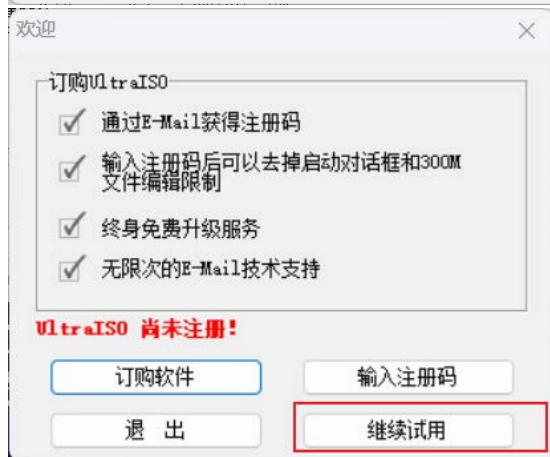 欢迎
订购UltraISO
通过E-Mail获得注册码
输入注册码后可以去掉启动对话框和300M
文件编辑限制
终身免费升级服务
无限次的E-Mail技术支持
UltraISO 尚未注册!
订购软件
输入注册码
退 出
继续试用